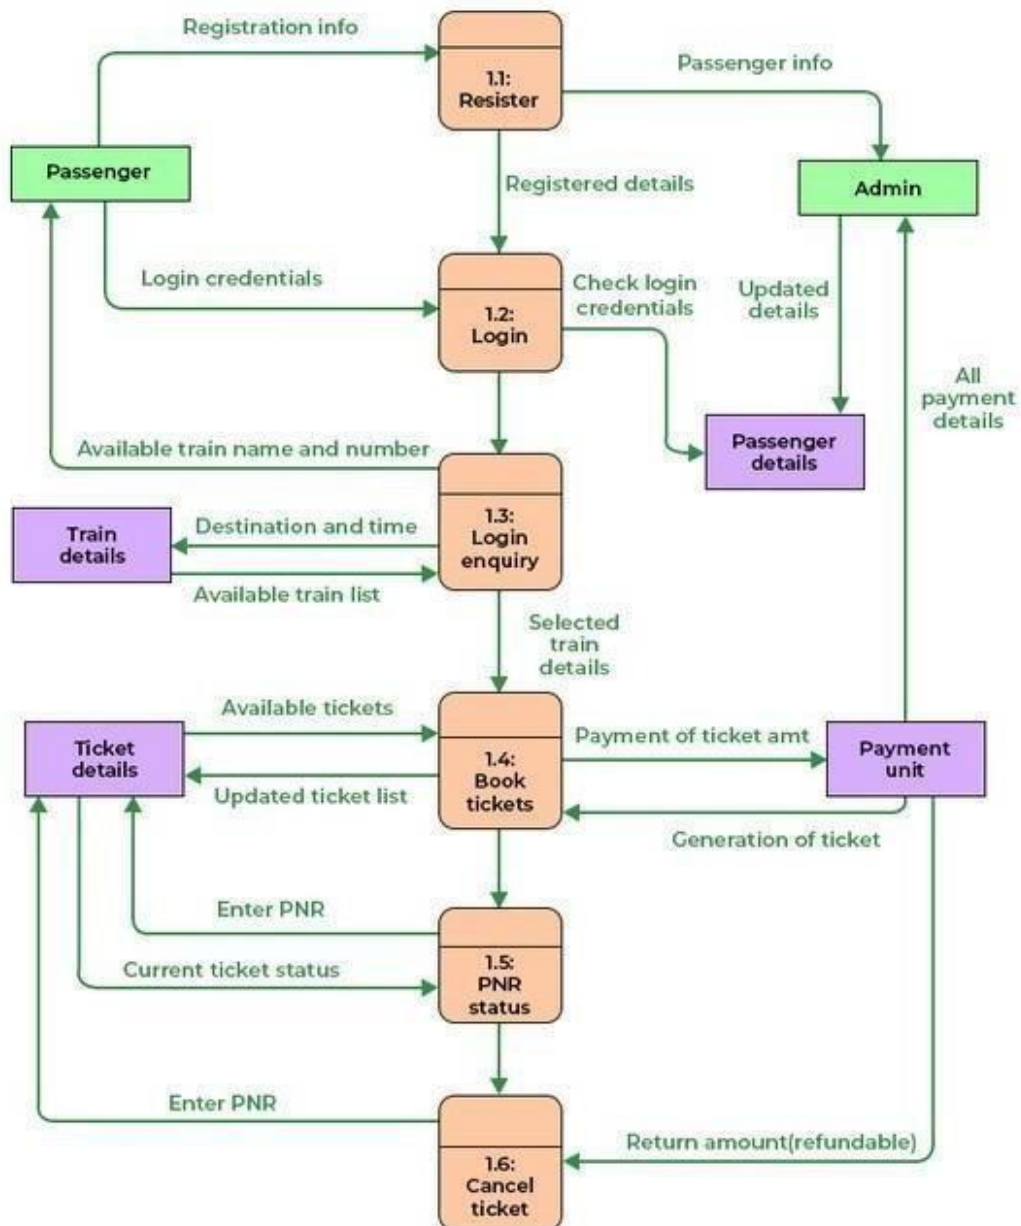 Registration info
1.1:
Resister
Passenger info
Passenger
Admin
Registered details
Login credentials
1.2:
Login
Check login
credentials
Updated
details
All
payment
details
Available train name and number
Passenger
details
1.3:
Login
enquiry
Train
details
Destination and time
Available train list
Selected
train
details
Available tickets
Ticket
details
Updated ticket list
1.4:
Book
tickets
Payment of ticket amt
Payment
unit
Generation of ticket
Enter PNR
Current ticket status
1.5:
PNR
status
Enter PNR
Return amount(refundable)
1.6:
Cancel
ticket